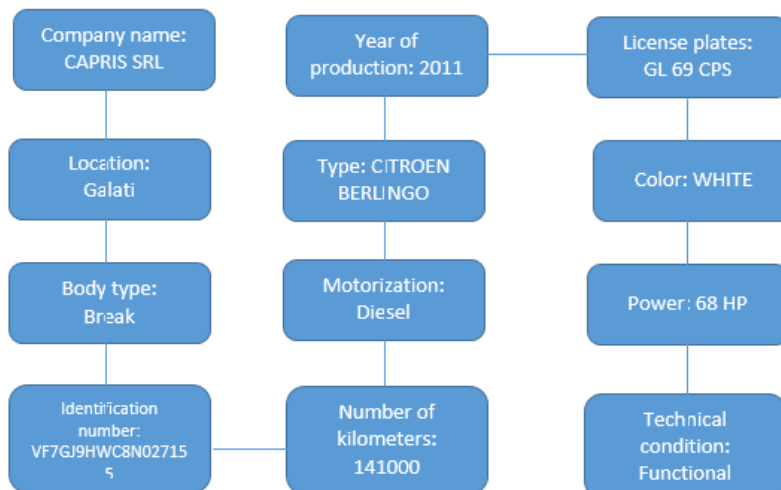 Company name:
CAPRIS SRL
Location:
Galati
Body type:
Break
Identification
number:
VF7GJ9HWC8N02715
5
Year of
production: 2011
Type: CITROEN
BERLINGO
Motorization:
Diesel
Number of
kilometers:
141000
License plates:
GL 69 CPS
Color: WHITE
Power: 68 HP
Technical
condition:
Functional